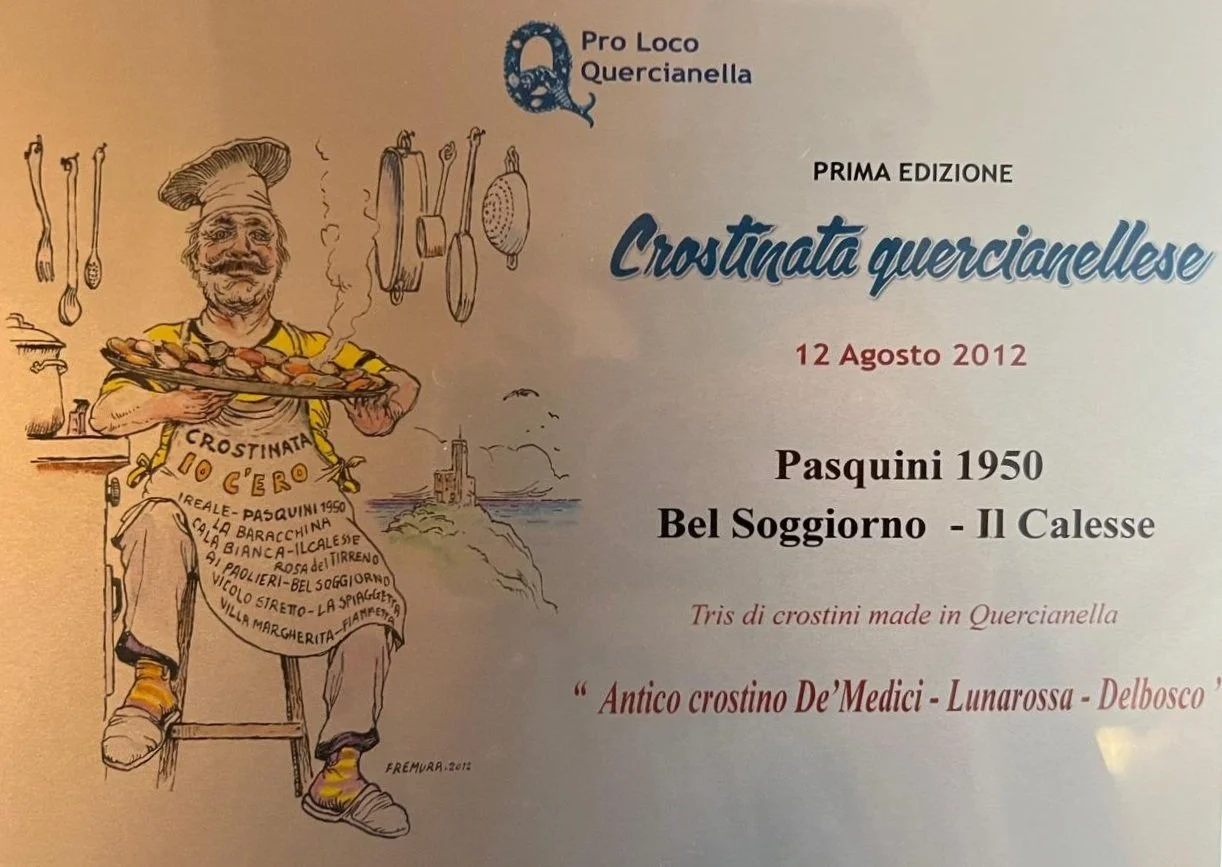 Pro Loco
Quercianella
PRIMA EDIZIONE
Crostinata quercianellese
12 Agosto 2012
Pasquini 1950
Bel Soggiorno - Il Calesse
Tris di crostini made in Quercianella
“ Antico crostino De’Medici - Lunarossa - Delbosco ”
CROSTINATA
IO C'ERO
IREALE-PASQUINI 1950
LA BARACCHINA
CALA BIANCA-IL CALESSE
ROSA del TIRRENO
AI PAOLIERI-BEL SOGGIORNO
VICOLO STRETTO-LA SPIAGGETTA
VILLA MARGHERITA-FIAMMETTA
FREMURA.2012